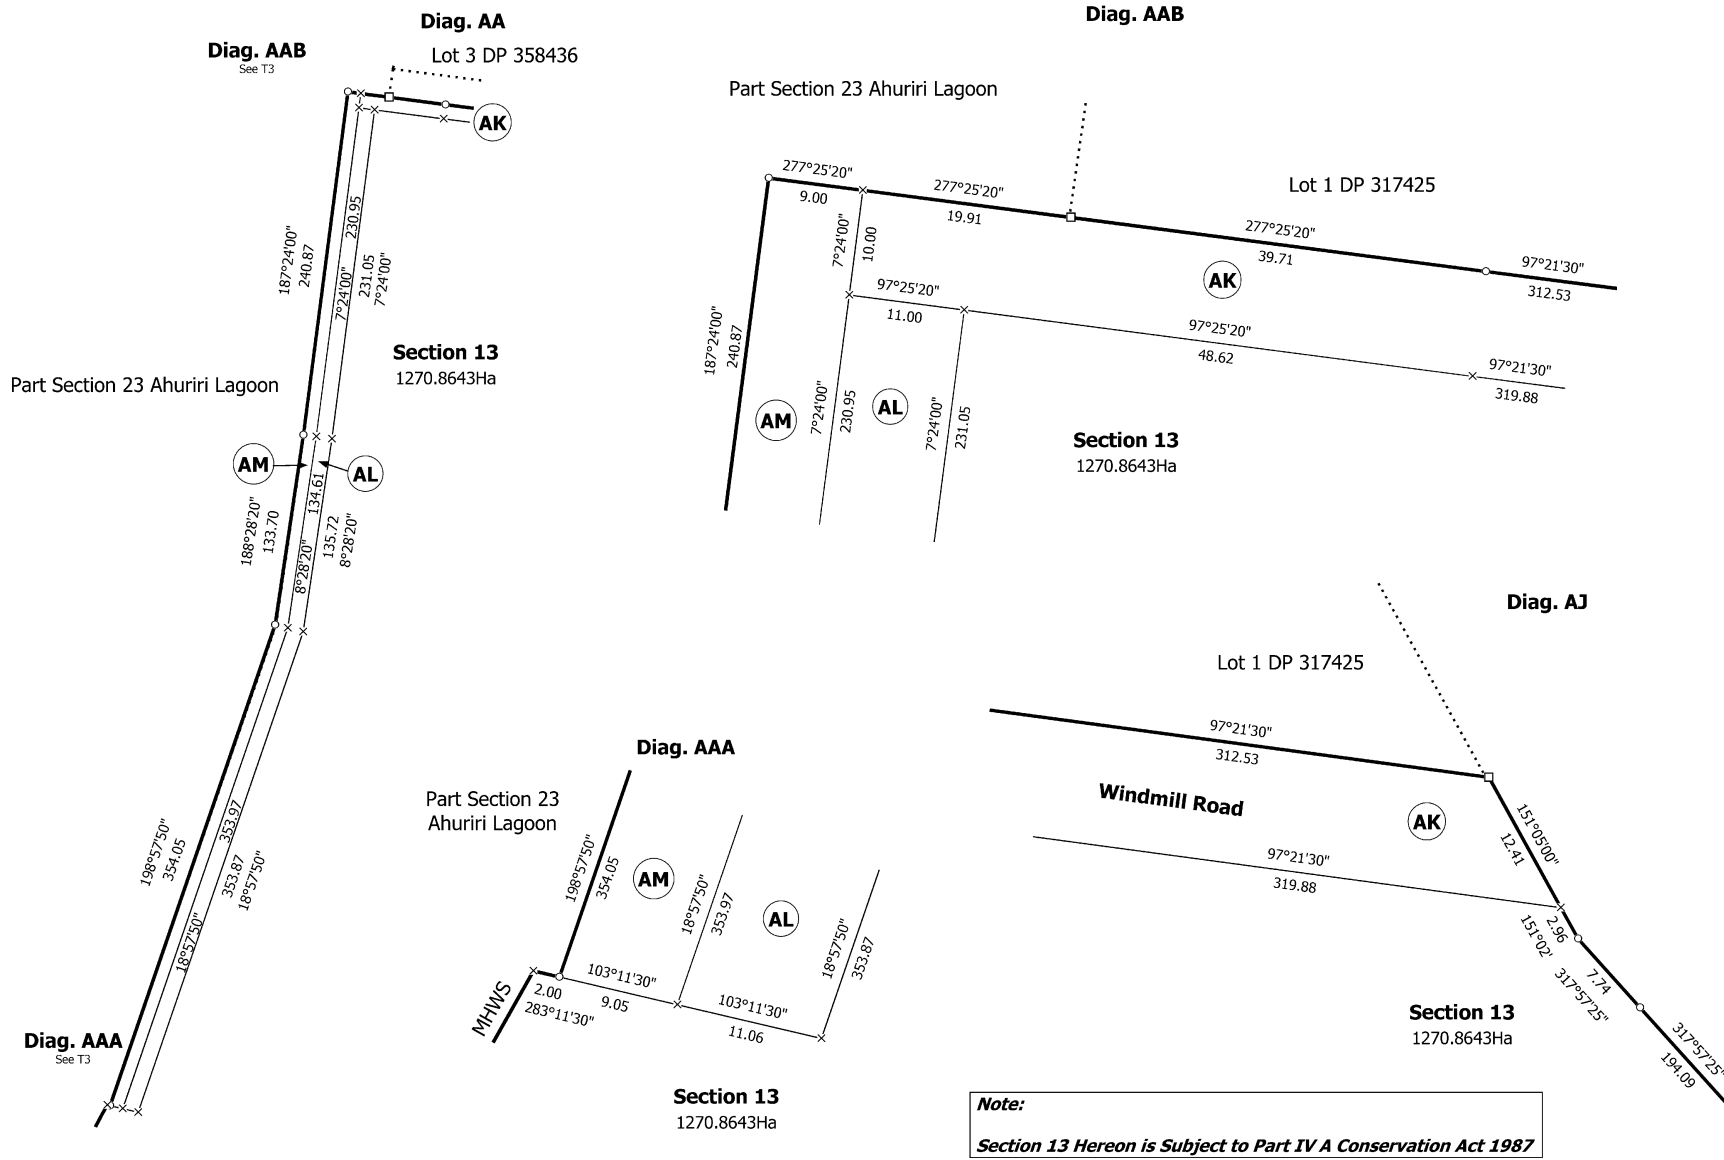 Diag. AA
Lot 3 DP 358436
Diag. AAB
See T3
AK
187°24'00"
240.87
230.95
7°24'00"
231.05
7°24'00"
Section 13
1270.8643Ha
Part Section 23 Ahuriri Lagoon
AM
AL
188°28'20"
133.70
134.61
8°28'20"
135.72
8°28'20"
198°57'50"
354.05
353.97
18°57'50"
353.87
18°57'50"
Diag. AAA
See T3
Diag. AAB
Part Section 23 Ahuriri Lagoon
Lot 1 DP 317425
277°25'20"
9.00
277°25'20"
19.91
277°25'20"
39.71
97°21'30"
312.53
7°24'00"
10.00
AK
97°25'20"
11.00
97°25'20"
48.62
97°21'30"
319.88
187°24'00"
240.87
AM
7°24'00"
230.95
AL
7°24'00"
231.05
Section 13
1270.8643Ha
Diag. AAA
Part Section 23
Ahuriri Lagoon
198°57'50"
354.05
AM
18°57'50"
353.97
AL
18°57'50"
353.87
MHWS
2.00
283°11'30"
103°11'30"
9.05
103°11'30"
11.06
Section 13
1270.8643Ha
Diag. AJ
Lot 1 DP 317425
97°21'30"
312.53
Windmill Road
AK
151°05'00"
12.41
97°21'30"
319.88
2.96
151°02'
7.74
317°57'25"
317°57'25"
194.09
Section 13
1270.8643Ha
Note:
Section 13 Hereon is Subject to Part IV A Conservation Act 1987